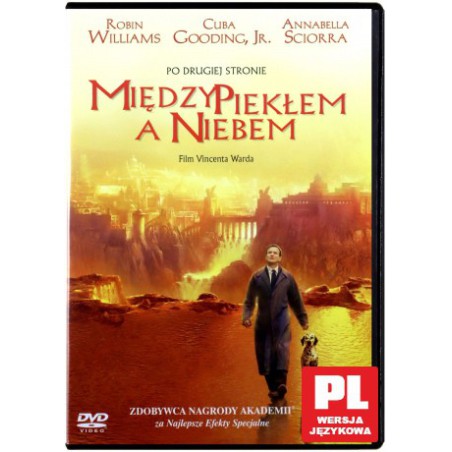 ROBIN WILLIAMS
CUBA GOODING, JR.
ANNABELLA SCIORRA
PO DRUGIEJ STRONIE
MIĘDZY PIEKŁEM
A NIEBEM
Film Vincenta Warda
ZDOBYWCA NAGRODY AKADEMII®
za Najlepsze Efekty Specjalne
DVD
VIDEO
PL
WERSJA
JĘZYKOWA